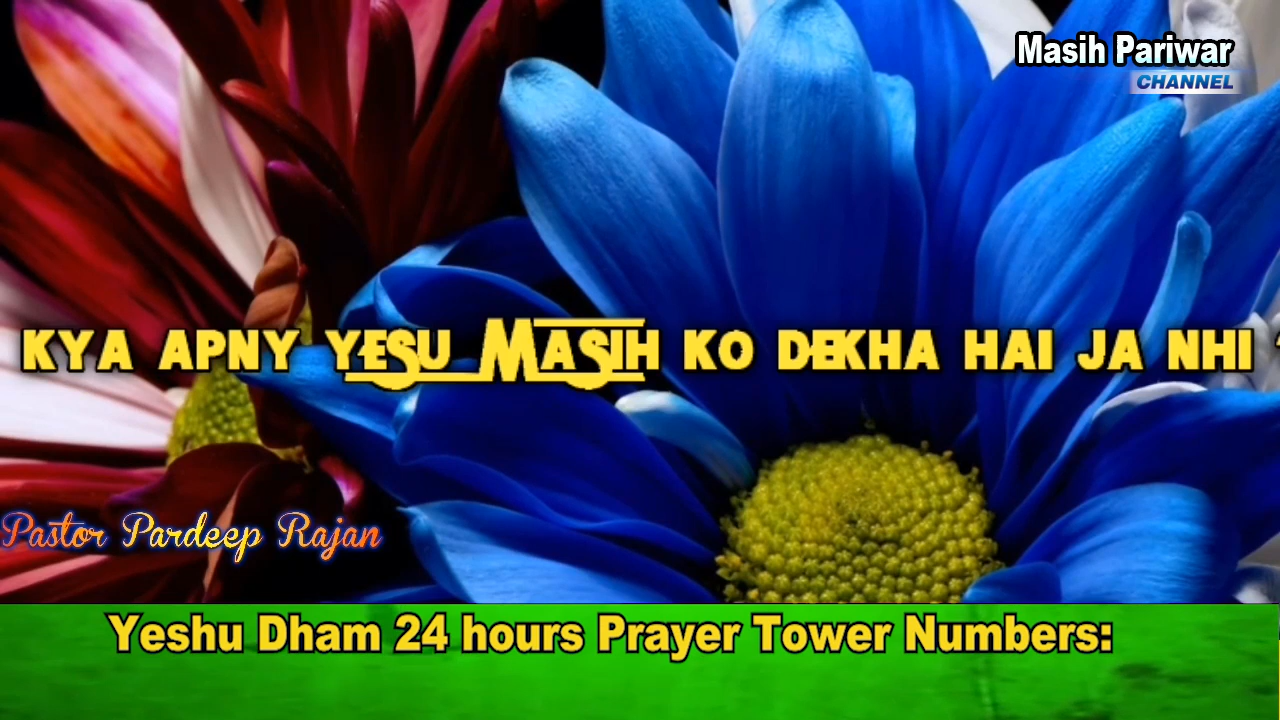 Masih Pariwar
CHANNEL
KYA APNY YESU MASIH KO DEKHA HAI JA NHI
Pastor Pardeep Rajan
Yeshu Dham 24 hours Prayer Tower Numbers: